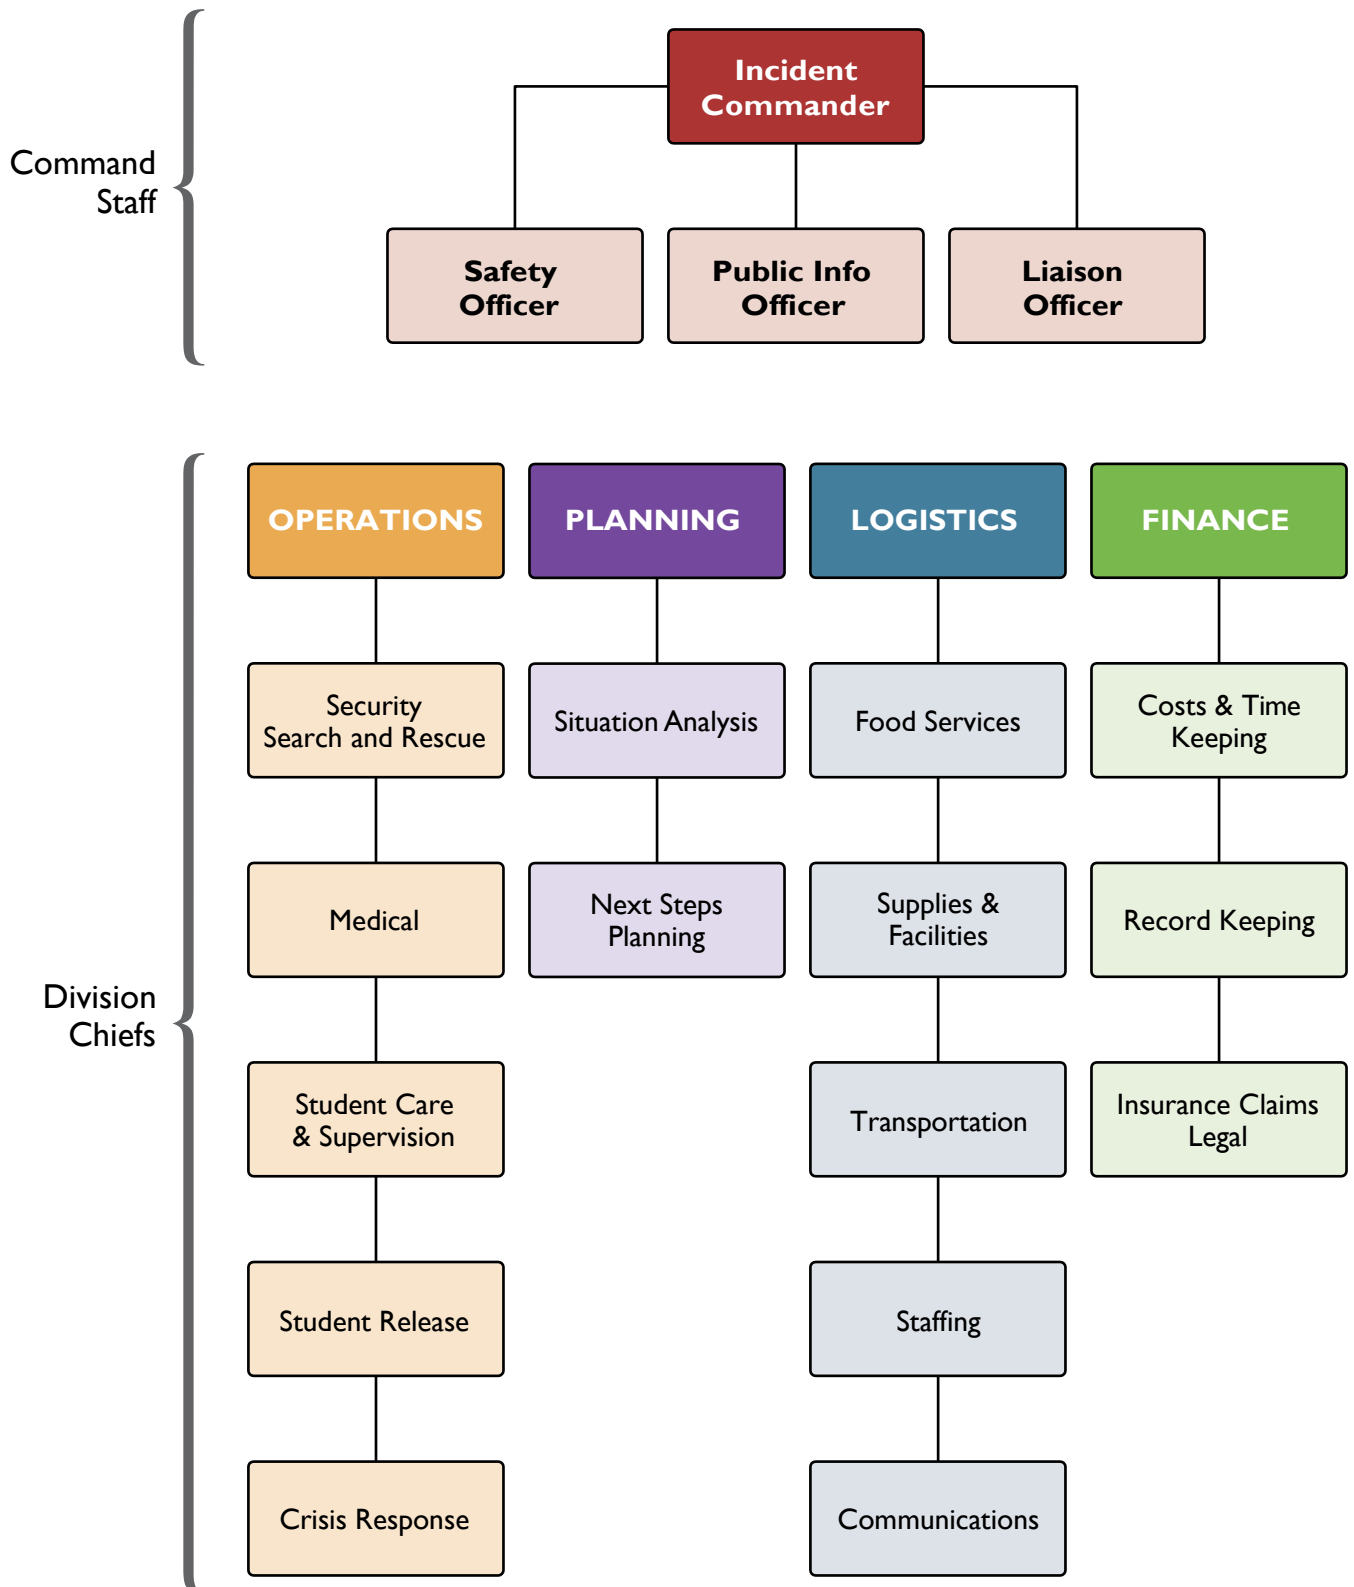 Incident
Commander
Command
Staff
Safety
Officer
Public Info
Officer
Liaison
Officer
OPERATIONS
PLANNING
LOGISTICS
FINANCE
Security
Search and Rescue
Situation Analysis
Food Services
Costs & Time
Keeping
Medical
Next Steps
Planning
Supplies &
Facilities
Record Keeping
Division
Chiefs
Student Care
& Supervision
Transportation
Insurance Claims
Legal
Student Release
Staffing
Crisis Response
Communications